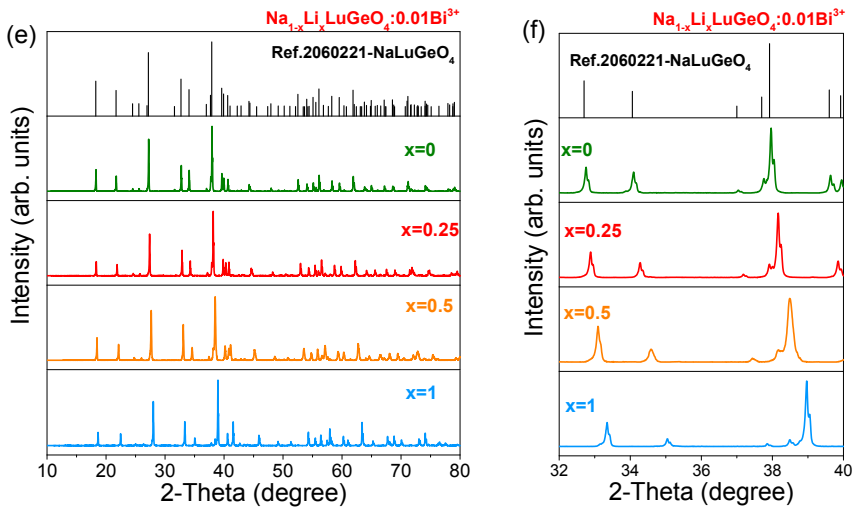 (e)
Na₁₋ₓLiₓLuGeO₄:0.01Bi³⁺
Ref.2060221-NaLuGeO₄
x=0
x=0.25
x=0.5
x=1
Intensity (arb. units)
10 20 30 40 50 60 70 80
2-Theta (degree)
(f)
Na₁₋ₓLiₓLuGeO₄:0.01Bi³⁺
Ref.2060221-NaLuGeO₄
x=0
x=0.25
x=0.5
x=1
Intensity (arb. units)
32 34 36 38 40
2-Theta (degree)